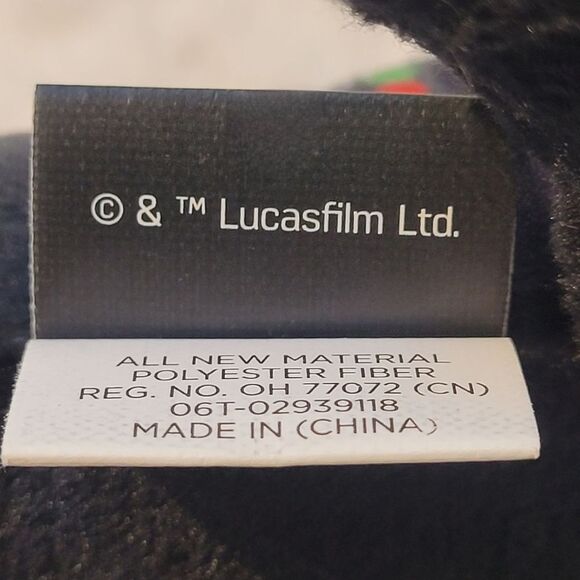 © & ™ Lucasfilm Ltd.
ALL NEW MATERIAL
POLYESTER FIBER
REG. NO. OH 77072 (CN)
06T-02939118
MADE IN (CHINA)